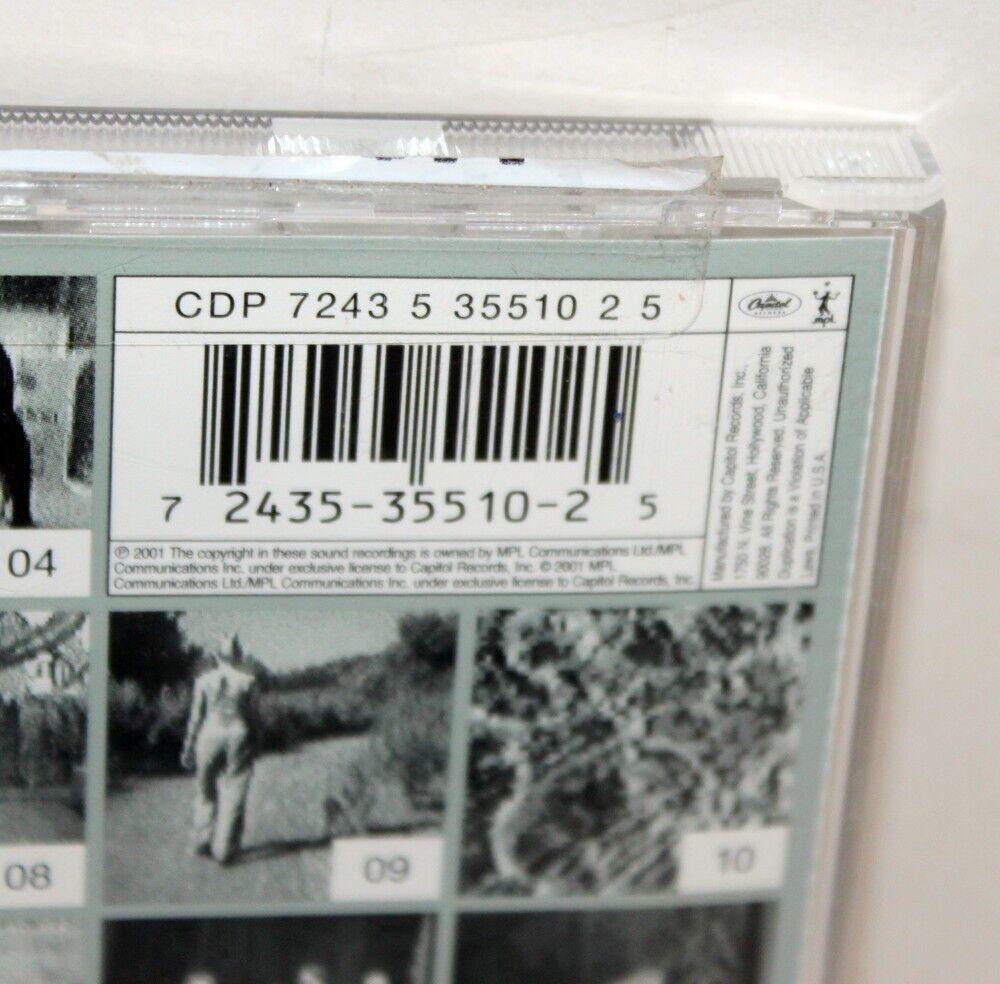 CDP 7243 5 35510 2 5
7 2435-35510-2 5
℗ 2001 The copyright in these sound recordings is owned by MPL Communications Ltd./MPL
Communications Inc. under exclusive license to Capitol Records, Inc. © 2001 MPL
Communications Ltd./MPL Communications Inc. under exclusive license to Capitol Records, Inc.
Capitol
RECORDS
MPL
Manufactured by Capitol Records, Inc.,
1750 N. Vine Street, Hollywood, California
90028. All Rights Reserved. Unauthorized
Duplication is a Violation of Applicable
Laws. Printed in U.S.A.
04
08
09
10